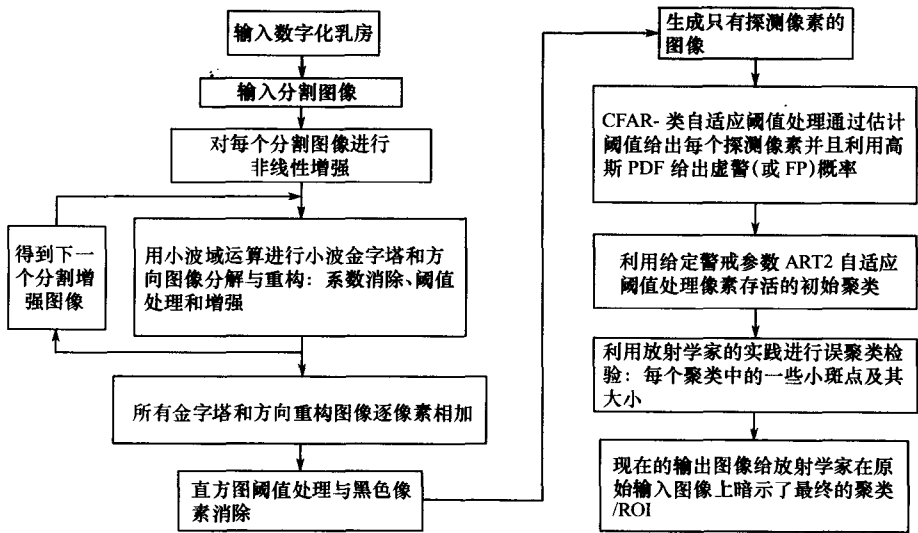 输入数字化乳房
输入分割图像
对每个分割图像进行
非线性增强
得到下一
个分割增
强图像
用小波域运算进行小波金字塔和方
向图像分解与重构：系数消除、阈值
处理和增强
所有金字塔和方向重构图像逐像素相加
直方图阈值处理与黑色像
素消除
生成只有探测像素的
图像
CFAR-类自适应阈值处理通过估计
阈值给出每个探测像素并且利用高
斯 PDF 给出虚警(或 FP)概率
利用给定警戒参数 ART2 自适应
阈值处理像素存活的初始聚类
利用放射学家的实践进行误聚类检
验：每个聚类中的一些小斑点及其
大小
现在的输出图像给放射学家在原
始输入图像上暗示了最终的聚类
/ROI